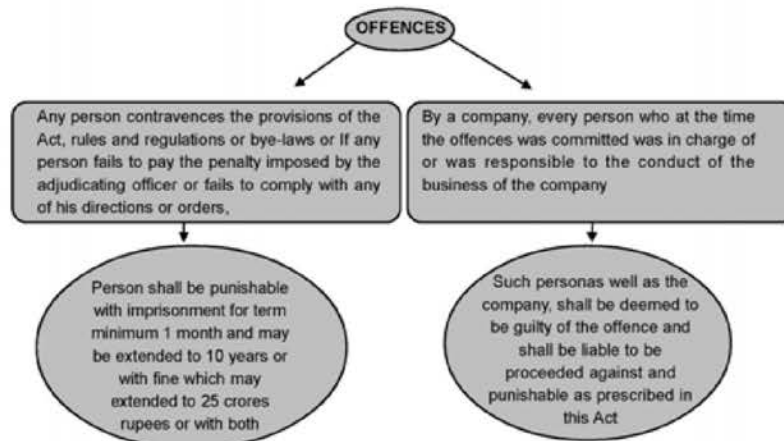 OFFENCES
Any person contravences the provisions of the
Act, rules and regulations or bye-laws or If any
person fails to pay the penalty imposed by the
adjudicating officer or fails to comply with any
of his directions or orders,
By a company, every person who at the time
the offences was committed was in charge of
or was responsible to the conduct of the
business of the company
Person shall be punishable
with imprisonment for term
minimum 1 month and may
be extended to 10 years or
with fine which may
extended to 25 crores
rupees or with both
Such personas well as the
company, shall be deemed to
be guilty of the offence and
shall be liable to be
proceeded against and
punishable as prescribed in
this Act